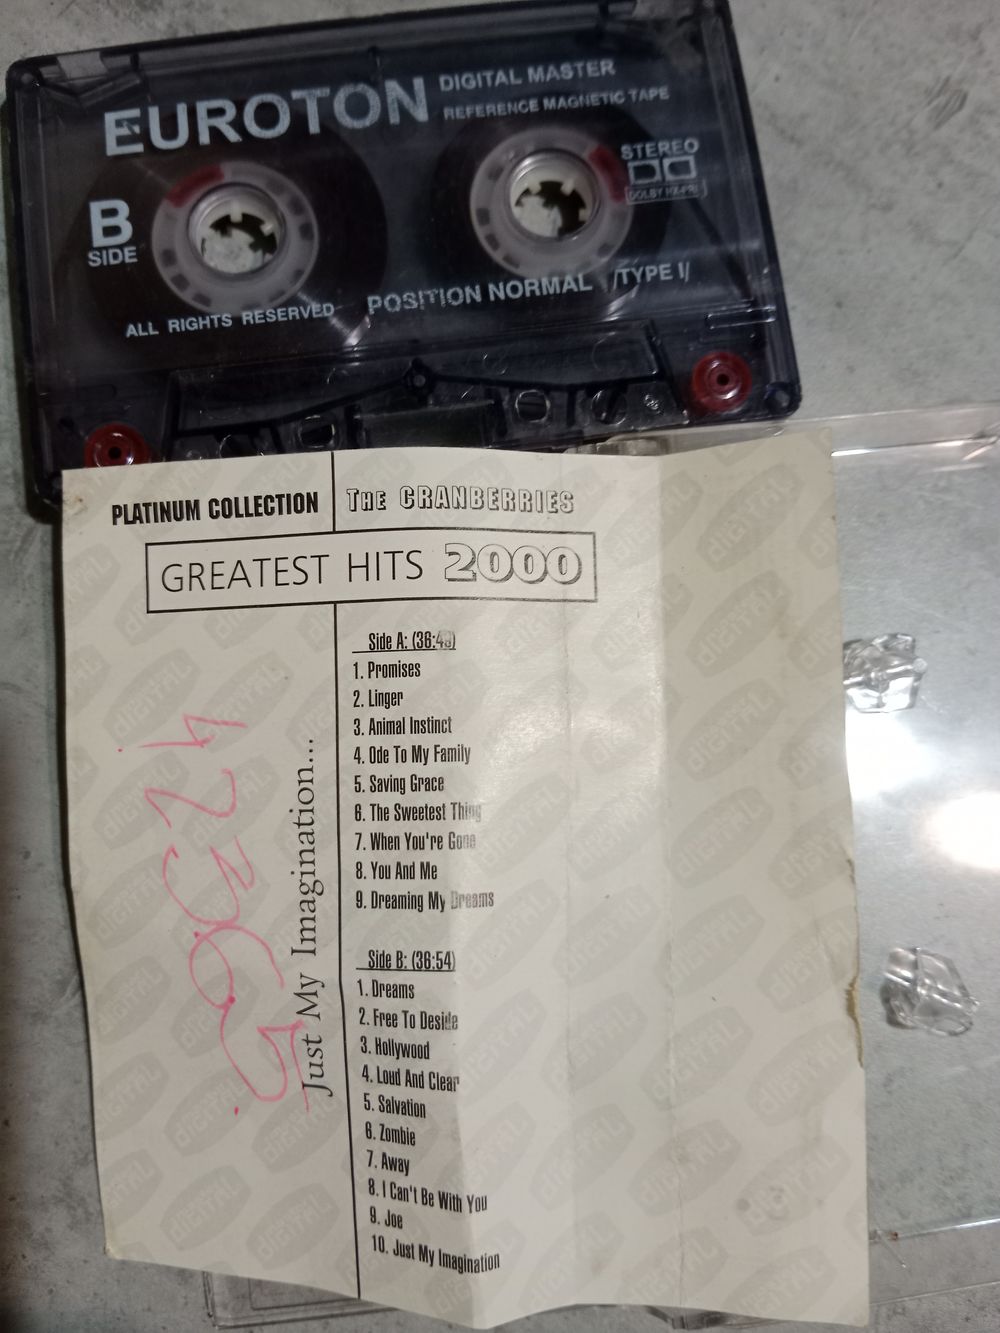 EUROTON
DIGITAL MASTER
REFERENCE MAGNETIC TAPE
STEREO
DOLBY HX-PRO
B
SIDE
ALL RIGHTS RESERVED
POSITION NORMAL /TYPE I/
PLATINUM COLLECTION
THE CRANBERRIES
GREATEST HITS 2000
Side A: (36:43)
1. Promises
2. Linger
3. Animal Instinct
4. Ode To My Family
5. Saving Grace
6. The Sweetest Thing
7. When You're Gone
8. You And Me
9. Dreaming My Dreams
Side B: (36:54)
1. Dreams
2. Free To Deside
3. Hollywood
4. Loud And Clear
5. Salvation
6. Zombie
7. Away
8. I Can't Be With You
9. Joe
10. Just My Imagination
Just My Imagination...
DIGITAL